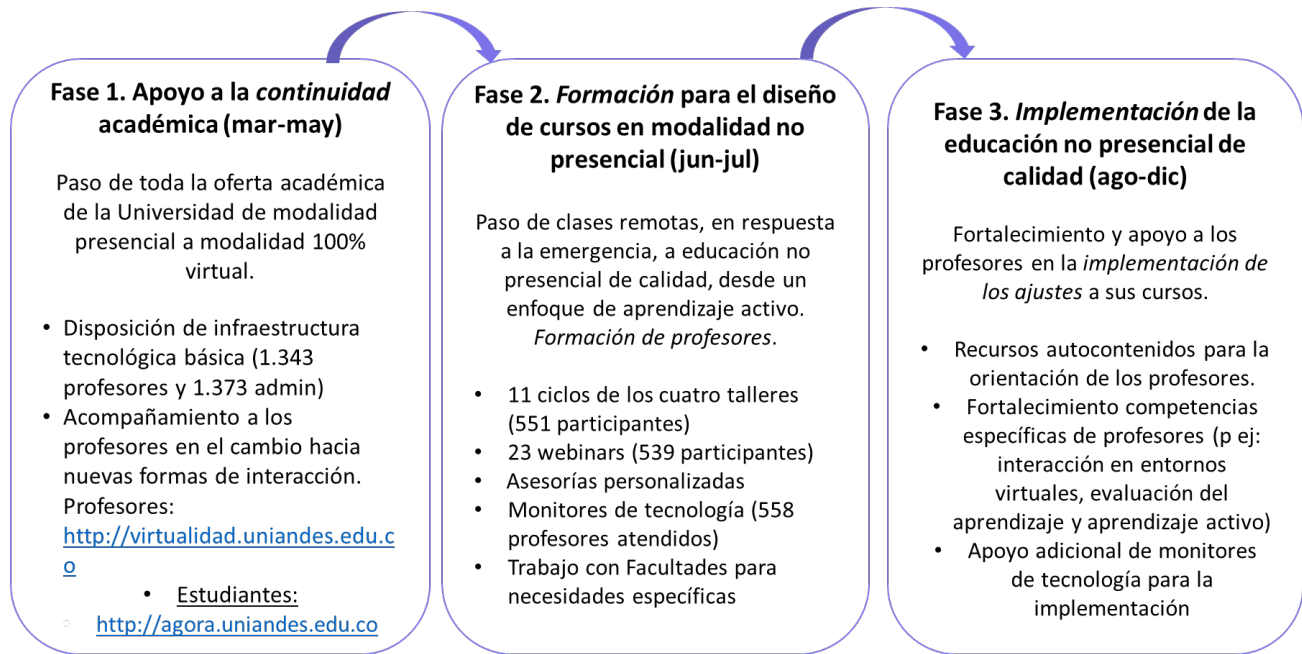 Fase 1. Apoyo a la continuidad
académica (mar-may)
Paso de toda la oferta académica
de la Universidad de modalidad
presencial a modalidad 100%
virtual.
• Disposición de infraestructura
tecnológica básica (1.343
profesores y 1.373 admin)
• Acompañamiento a los
profesores en el cambio hacia
nuevas formas de interacción.
Profesores:
http://virtualidad.uniandes.edu.c
o
• Estudiantes:
○ http://agora.uniandes.edu.co
Fase 2. Formación para el diseño
de cursos en modalidad no
presencial (jun-jul)
Paso de clases remotas, en respuesta
a la emergencia, a educación no
presencial de calidad, desde un
enfoque de aprendizaje activo.
Formación de profesores.
• 11 ciclos de los cuatro talleres
(551 participantes)
• 23 webinars (539 participantes)
• Asesorías personalizadas
• Monitores de tecnología (558
profesores atendidos)
• Trabajo con Facultades para
necesidades específicas
Fase 3. Implementación de la
educación no presencial de
calidad (ago-dic)
Fortalecimiento y apoyo a los
profesores en la implementación de
los ajustes a sus cursos.
• Recursos autocontenidos para la
orientación de los profesores.
• Fortalecimiento competencias
específicas de profesores (p ej:
interacción en entornos
virtuales, evaluación del
aprendizaje y aprendizaje activo)
• Apoyo adicional de monitores
de tecnología para la
implementación